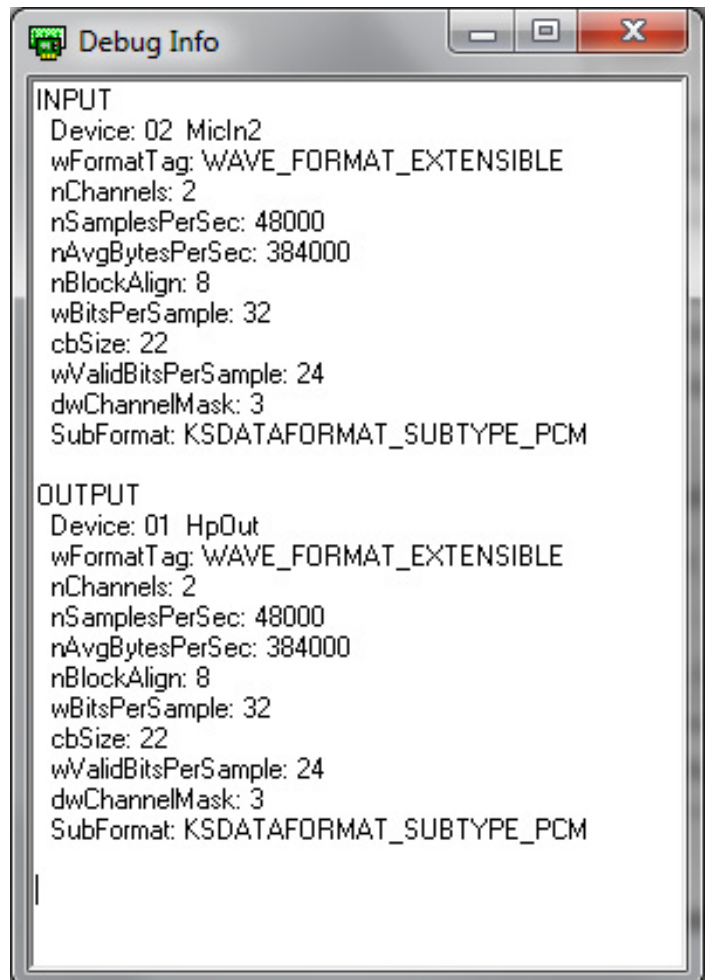 Debug Info
INPUT
Device: 02 MicIn2
wFormatTag: WAVE_FORMAT_EXTENSIBLE
nChannels: 2
nSamplesPerSec: 48000
nAvgBytesPerSec: 384000
nBlockAlign: 8
wBitsPerSample: 32
cbSize: 22
wValidBitsPerSample: 24
dwChannelMask: 3
SubFormat: KSDATAFORMAT_SUBTYPE_PCM
OUTPUT
Device: 01 HpOut
wFormatTag: WAVE_FORMAT_EXTENSIBLE
nChannels: 2
nSamplesPerSec: 48000
nAvgBytesPerSec: 384000
nBlockAlign: 8
wBitsPerSample: 32
cbSize: 22
wValidBitsPerSample: 24
dwChannelMask: 3
SubFormat: KSDATAFORMAT_SUBTYPE_PCM